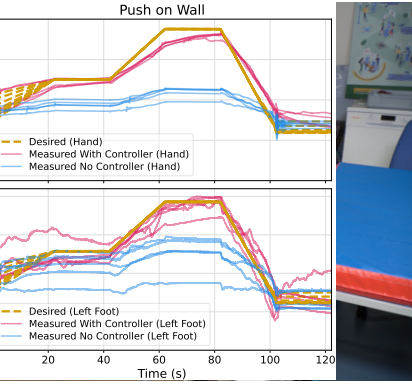 Push on Wall
Desired (Hand)
Measured With Controller (Hand)
Measured No Controller (Hand)
Desired (Left Foot)
Measured With Controller (Left Foot)
Measured No Controller (Left Foot)
20 40 60 80 100 120
Time (s)